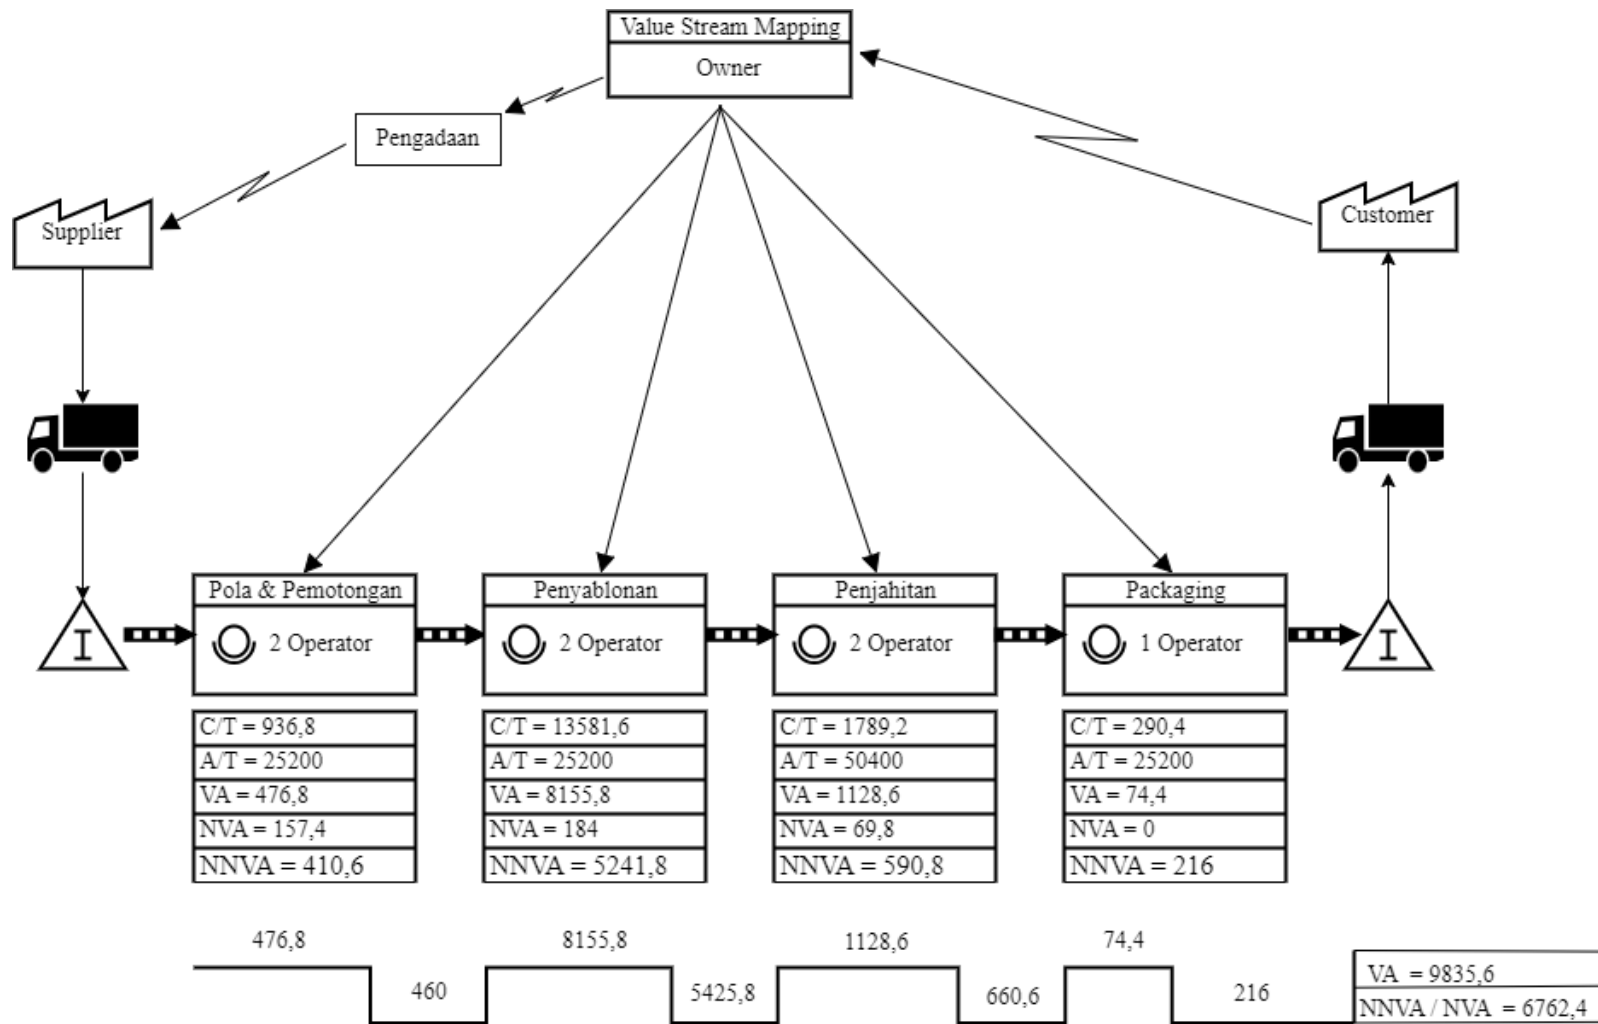 Value Stream Mapping
Owner
Pengadaan
Supplier
Customer
Pola & Pemotongan
2 Operator
C/T = 936,8
A/T = 25200
VA = 476,8
NVA = 157,4
NNVA = 410,6
Penyablonan
2 Operator
C/T = 13581,6
A/T = 25200
VA = 8155,8
NVA = 184
NNVA = 5241,8
Penjahitan
2 Operator
C/T = 1789,2
A/T = 50400
VA = 1128,6
NVA = 69,8
NNVA = 590,8
Packaging
1 Operator
C/T = 290,4
A/T = 25200
VA = 74,4
NVA = 0
NNVA = 216
I
I
476,8
460
8155,8
5425,8
1128,6
660,6
74,4
216
VA = 9835,6
NNVA / NVA = 6762,4